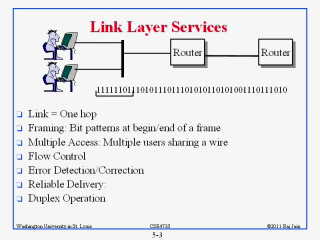 Link Layer Services
Router
Router
11111101110101110111010101101010011101111010
Link = One hop
Framing: Bit patterns at begin/end of a frame
Multiple Access: Multiple users sharing a wire
Flow Control
Error Detection/Correction
Reliable Delivery:
Duplex Operation
Washington University in St. Louis
CSE473S
©2011 Raj Jain
5-3